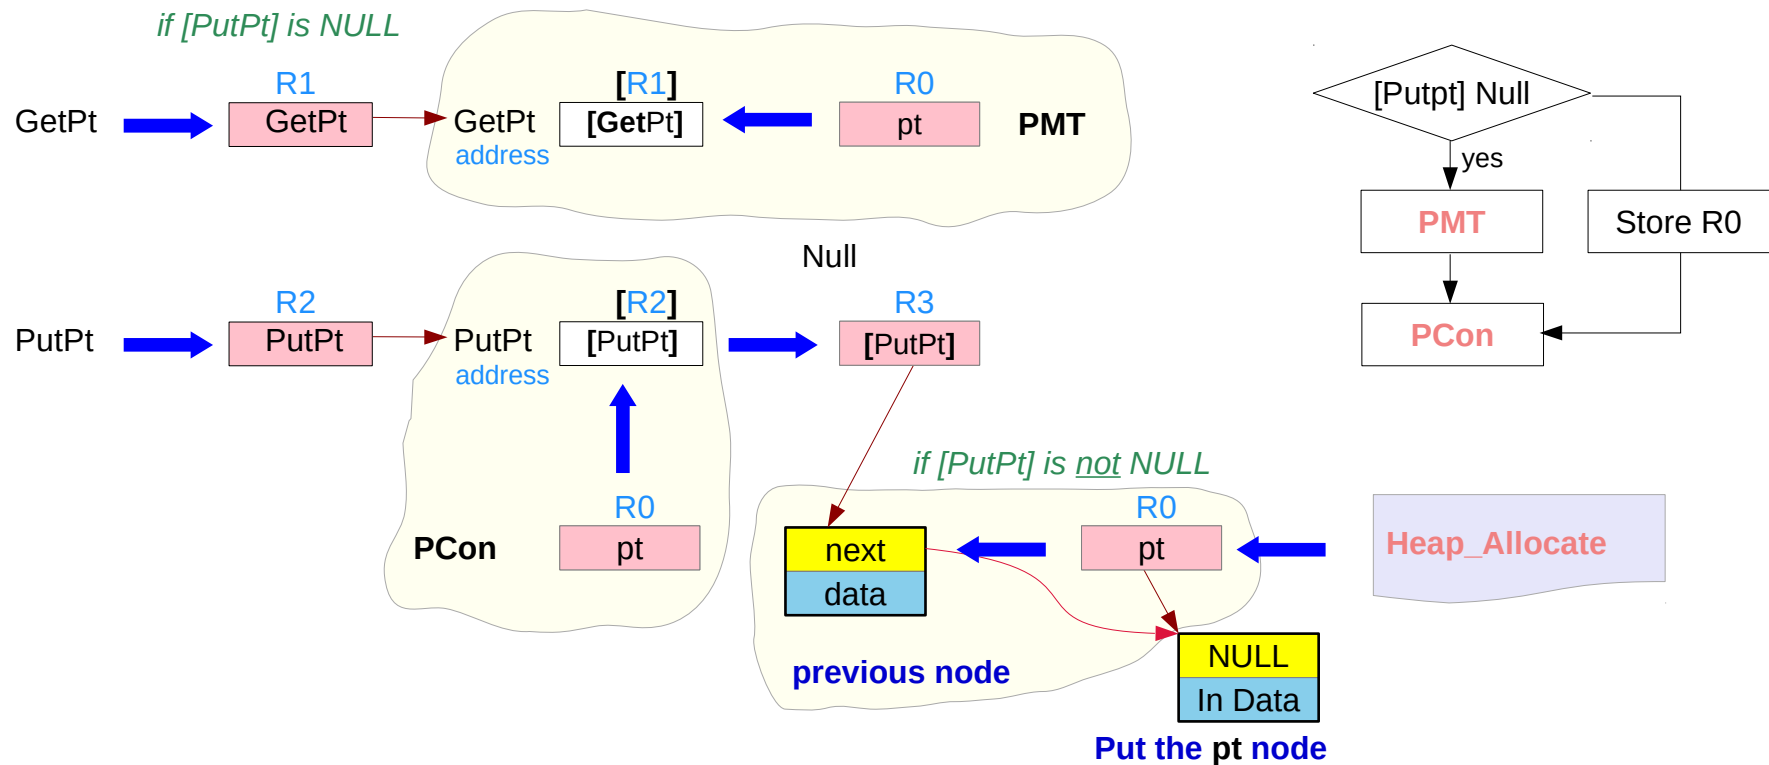 if [PutPt] is NULL
R1
[R1]
R0
[Putpt] Null
GetPt
GetPt
GetPt
[GetPt]
pt
PMT
address
yes
PMT
Store R0
Null
R2
[R2]
R3
PutPt
PutPt
PutPt
[PutPt]
[PutPt]
PCon
address
if [PutPt] is not NULL
R0
R0
PCon
pt
next
pt
Heap_Allocate
data
previous node
NULL
In Data
Put the pt node